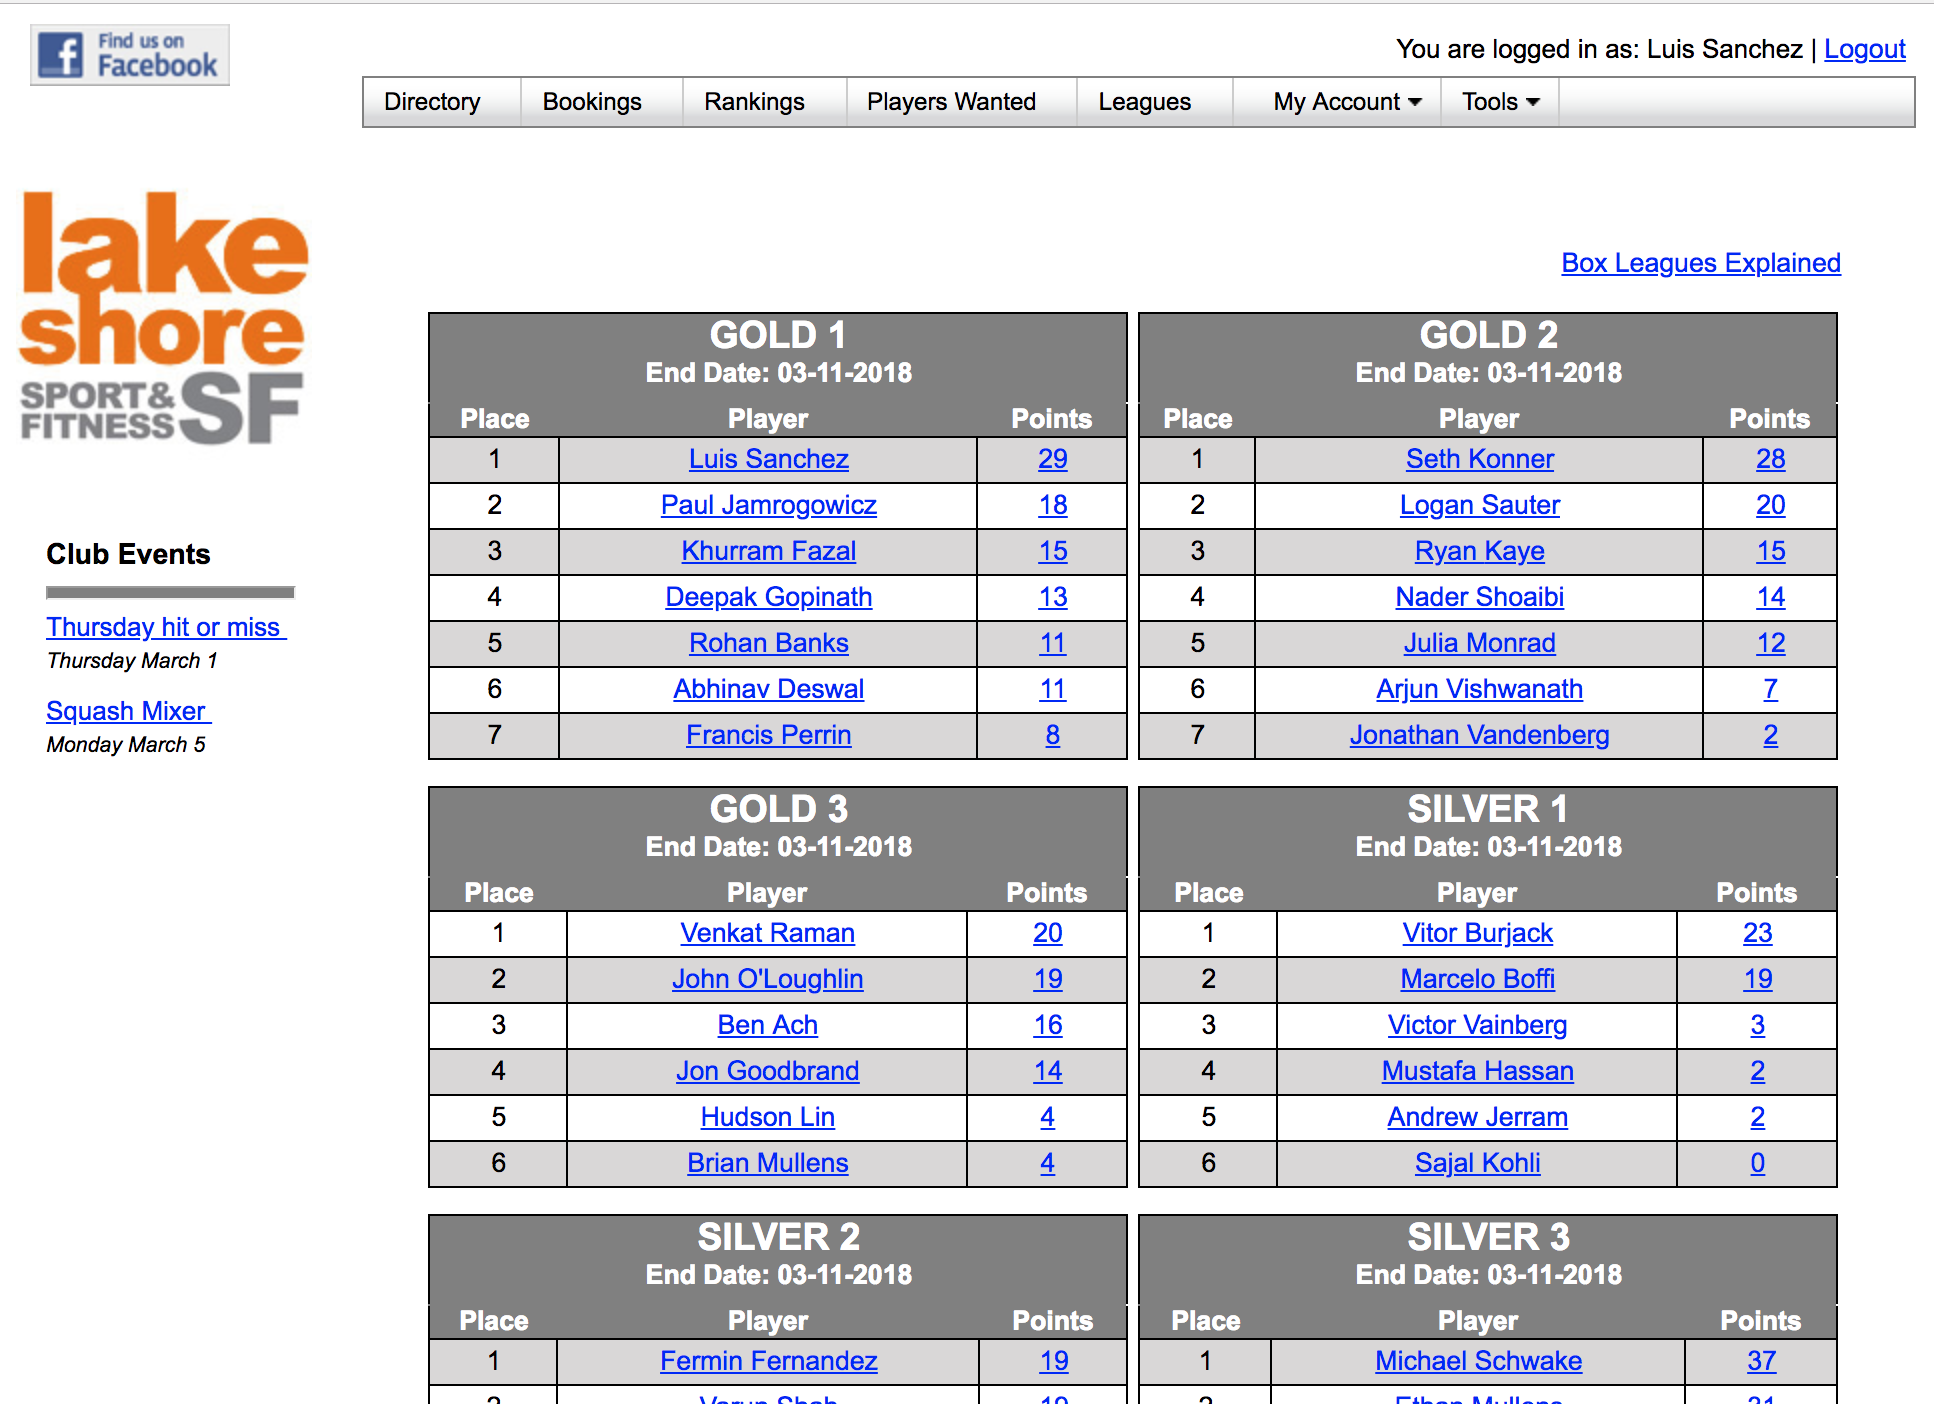 Find us on
Facebook
You are logged in as: Luis Sanchez | Logout
Directory Bookings Rankings Players Wanted Leagues My Account Tools
lake
shore
SPORT&
FITNESS SF
Box Leagues Explained
Club Events
Thursday hit or miss
Thursday March 1
Squash Mixer
Monday March 5
GOLD 1
End Date: 03-11-2018
Place Player Points
1 Luis Sanchez 29
2 Paul Jamrogowicz 18
3 Khurram Fazal 15
4 Deepak Gopinath 13
5 Rohan Banks 11
6 Abhinav Deswal 11
7 Francis Perrin 8
GOLD 2
End Date: 03-11-2018
Place Player Points
1 Seth Konner 28
2 Logan Sauter 20
3 Ryan Kaye 15
4 Nader Shoaibi 14
5 Julia Monrad 12
6 Arjun Vishwanath 7
7 Jonathan Vandenberg 2
GOLD 3
End Date: 03-11-2018
Place Player Points
1 Venkat Raman 20
2 John O'Loughlin 19
3 Ben Ach 16
4 Jon Goodbrand 14
5 Hudson Lin 4
6 Brian Mullens 4
SILVER 1
End Date: 03-11-2018
Place Player Points
1 Vitor Burjack 23
2 Marcelo Boffi 19
3 Victor Vainberg 3
4 Mustafa Hassan 2
5 Andrew Jerram 2
6 Sajal Kohli 0
SILVER 2
End Date: 03-11-2018
Place Player Points
1 Fermin Fernandez 19
SILVER 3
End Date: 03-11-2018
Place Player Points
1 Michael Schwake 37